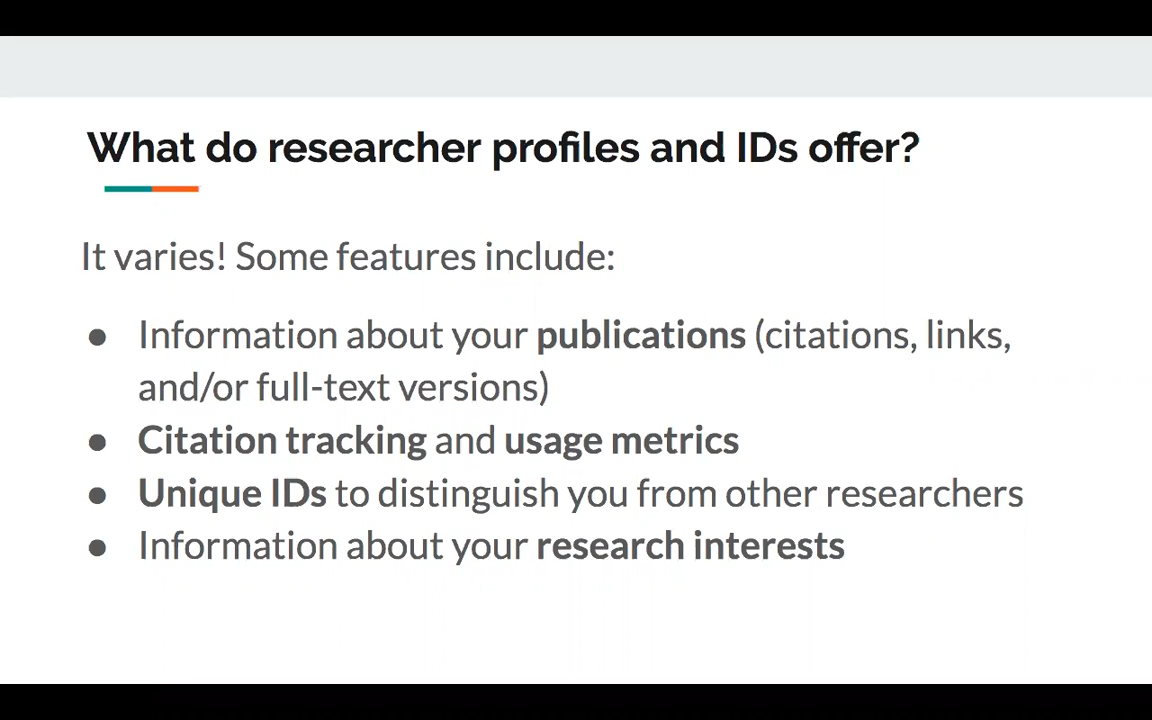 What do researcher profiles and IDs offer?
It varies! Some features include:
● Information about your publications (citations, links,
and/or full-text versions)
● Citation tracking and usage metrics
● Unique IDs to distinguish you from other researchers
● Information about your research interests